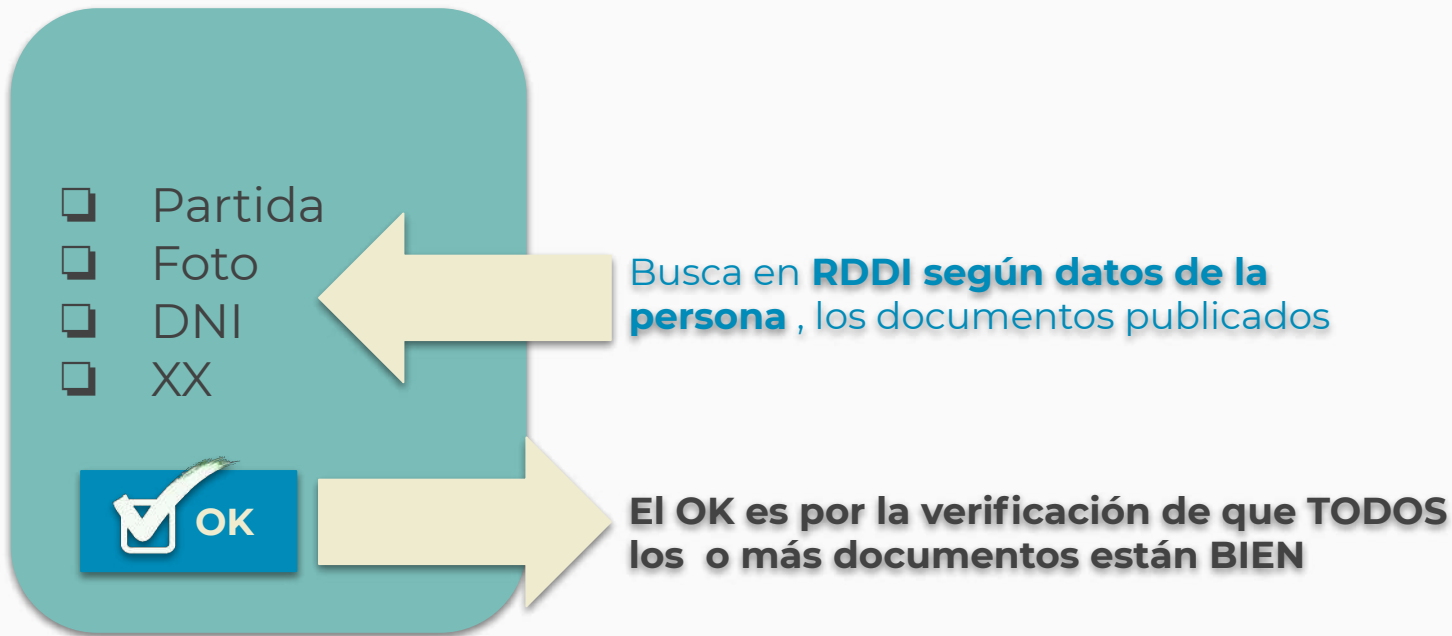 Partida
Foto
DNI
XX
Busca en RDDI según datos de la
persona , los documentos publicados
OK
El OK es por la verificación de que TODOS
los o más documentos están BIEN